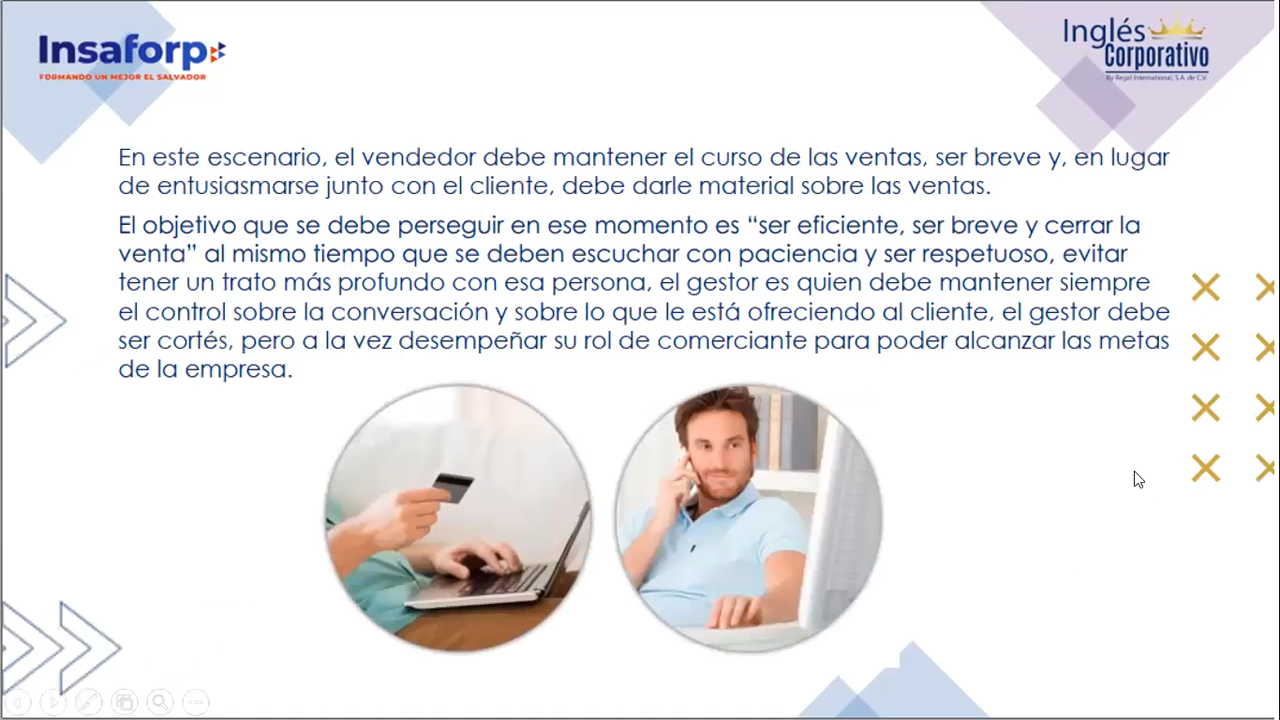 Insaforp
FORMANDO UN MEJOR EL SALVADOR
Inglés
Corporativo
By Regal International, S.A. de C.V.
En este escenario, el vendedor debe mantener el curso de las ventas, ser breve y, en lugar
de entusiasmarse junto con el cliente, debe darle material sobre las ventas.
El objetivo que se debe perseguir en ese momento es “ser eficiente, ser breve y cerrar la
venta” al mismo tiempo que se deben escuchar con paciencia y ser respetuoso, evitar
tener un trato más profundo con esa persona, el gestor es quien debe mantener siempre
el control sobre la conversación y sobre lo que le está ofreciendo al cliente, el gestor debe
ser cortés, pero a la vez desempeñar su rol de comerciante para poder alcanzar las metas
de la empresa.